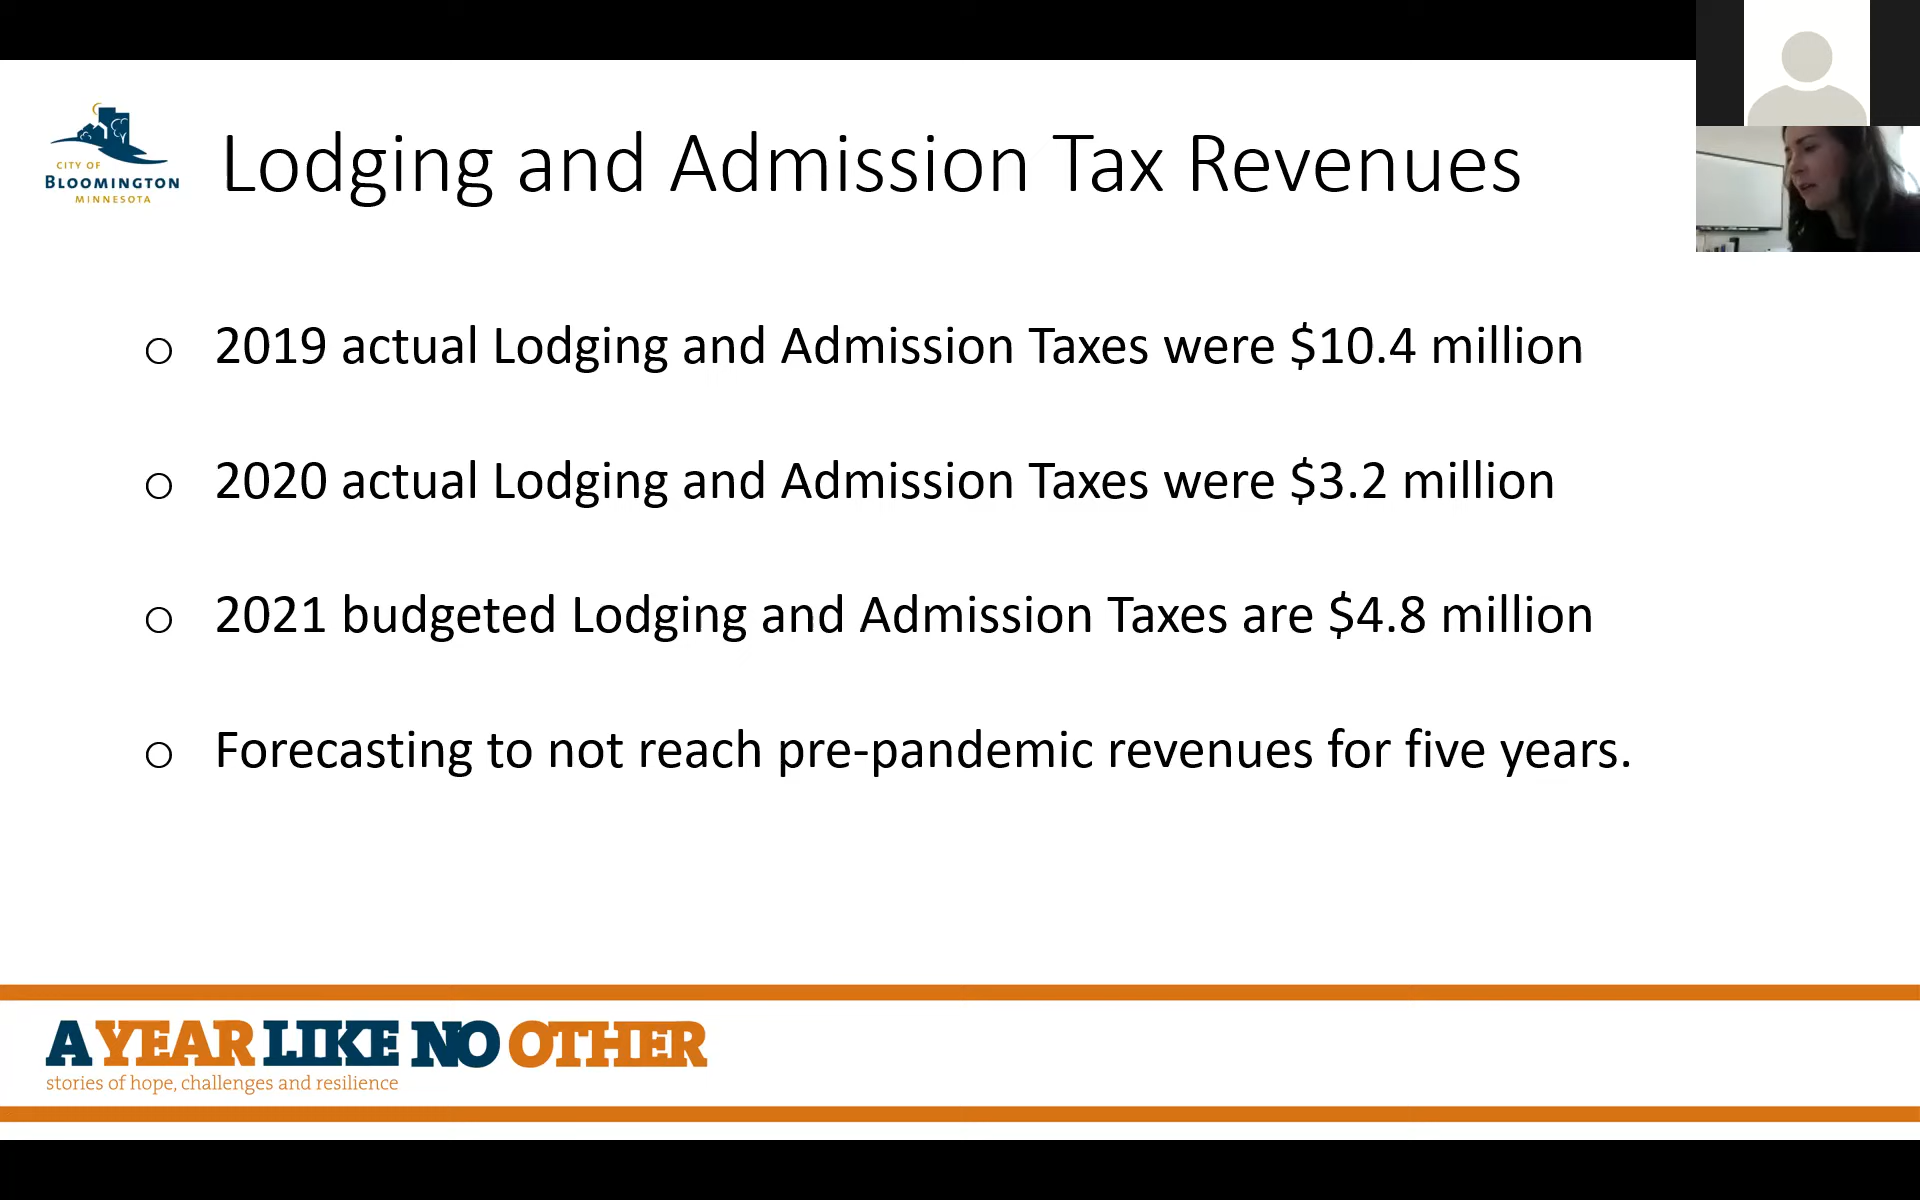 CITY OF
BLOOMINGTON
MINNESOTA
Lodging and Admission Tax Revenues
o 2019 actual Lodging and Admission Taxes were $10.4 million
o 2020 actual Lodging and Admission Taxes were $3.2 million
o 2021 budgeted Lodging and Admission Taxes are $4.8 million
o Forecasting to not reach pre-pandemic revenues for five years.
A YEAR LIKE NO OTHER
stories of hope, challenges and resilience